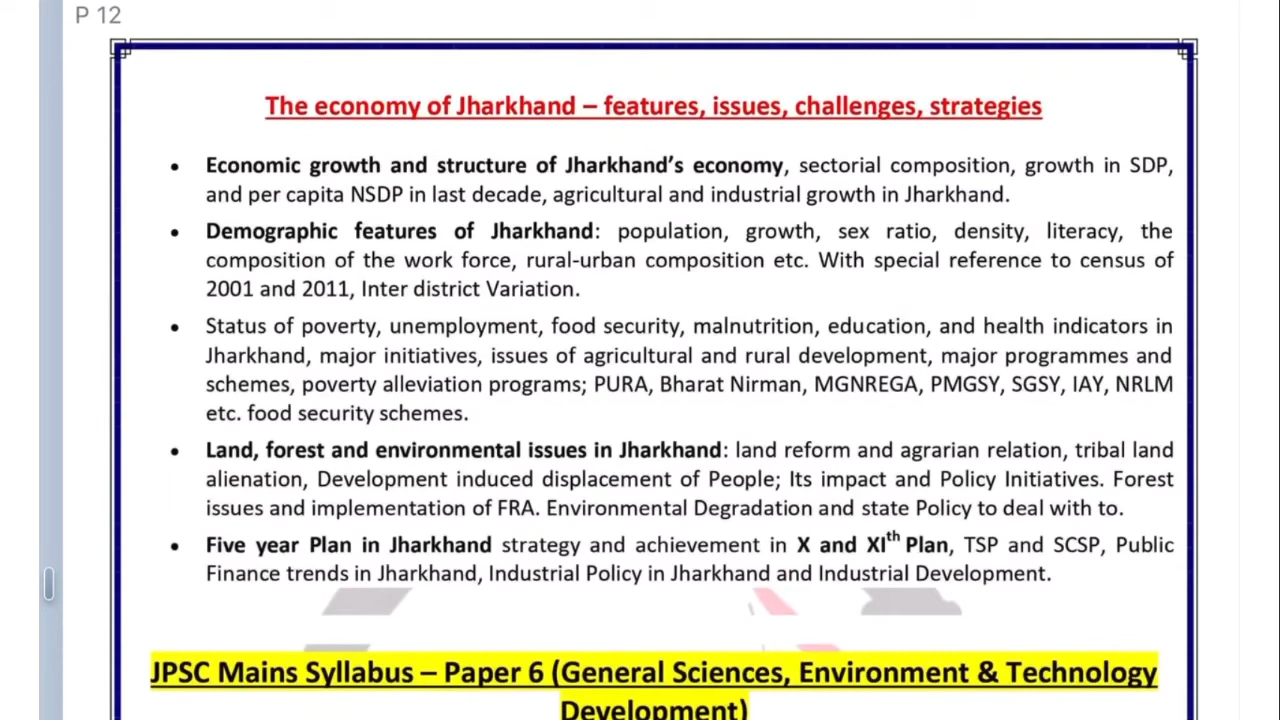 P 12
The economy of Jharkhand – features, issues, challenges, strategies
• Economic growth and structure of Jharkhand's economy, sectorial composition, growth in SDP,
and per capita NSDP in last decade, agricultural and industrial growth in Jharkhand.
• Demographic features of Jharkhand: population, growth, sex ratio, density, literacy, the
composition of the work force, rural-urban composition etc. With special reference to census of
2001 and 2011, Inter district Variation.
• Status of poverty, unemployment, food security, malnutrition, education, and health indicators in
Jharkhand, major initiatives, issues of agricultural and rural development, major programmes and
schemes, poverty alleviation programs; PURA, Bharat Nirman, MGNREGA, PMGSY, SGSY, IAY, NRLM
etc. food security schemes.
• Land, forest and environmental issues in Jharkhand: land reform and agrarian relation, tribal land
alienation, Development induced displacement of People; Its impact and Policy Initiatives. Forest
issues and implementation of FRA. Environmental Degradation and state Policy to deal with to.
• Five year Plan in Jharkhand strategy and achievement in X and XIth Plan, TSP and SCSP, Public
Finance trends in Jharkhand, Industrial Policy in Jharkhand and Industrial Development.
JPSC Mains Syllabus – Paper 6 (General Sciences, Environment & Technology
Development)